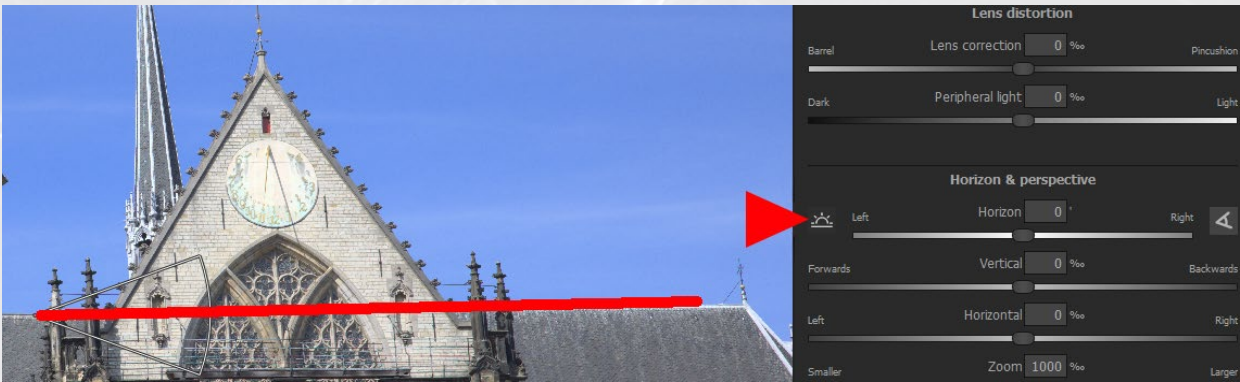 Lens distortion
Barrel Lens correction 0 ‰ Pincushion
Dark Peripheral light 0 ‰ Light
Horizon & perspective
Left Horizon 0 ° Right
Forwards Vertical 0 ‰ Backwards
Left Horizontal 0 ‰ Right
Smaller Zoom 1000 ‰ Larger